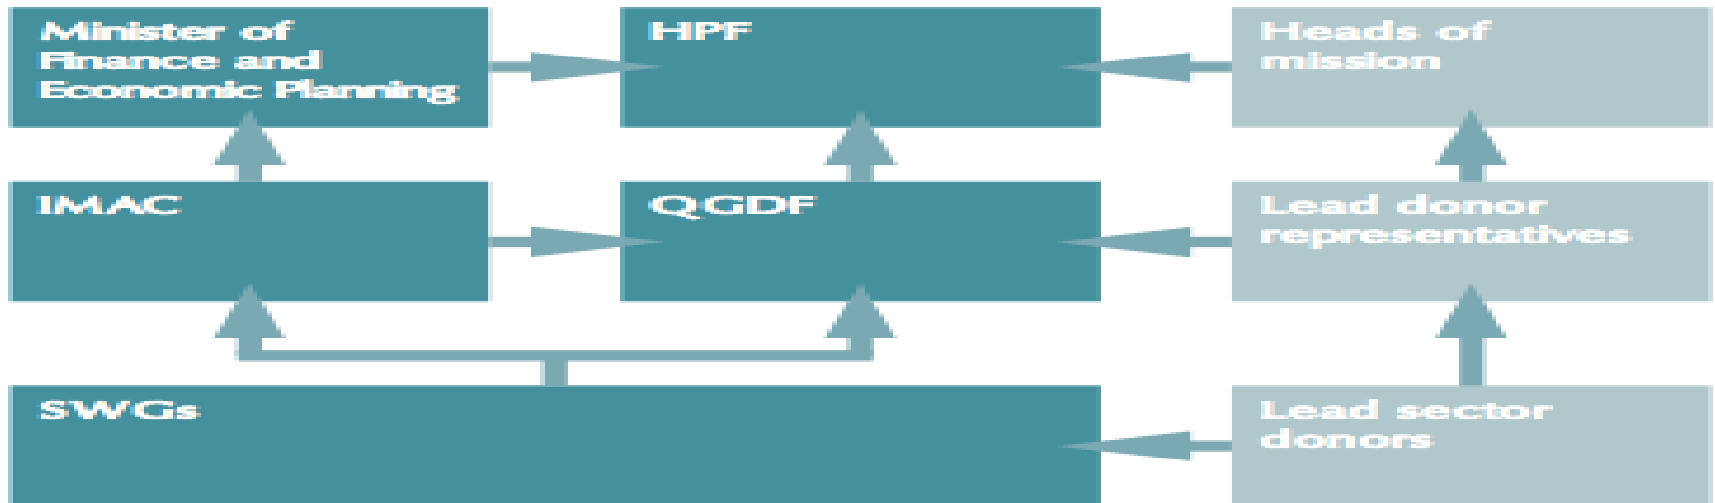 Minister of
Finance and
Economic Planning
HPF
Heads of
mission
IMAC
QGDF
Lead donor
representatives
SWGs
Lead sector
donors